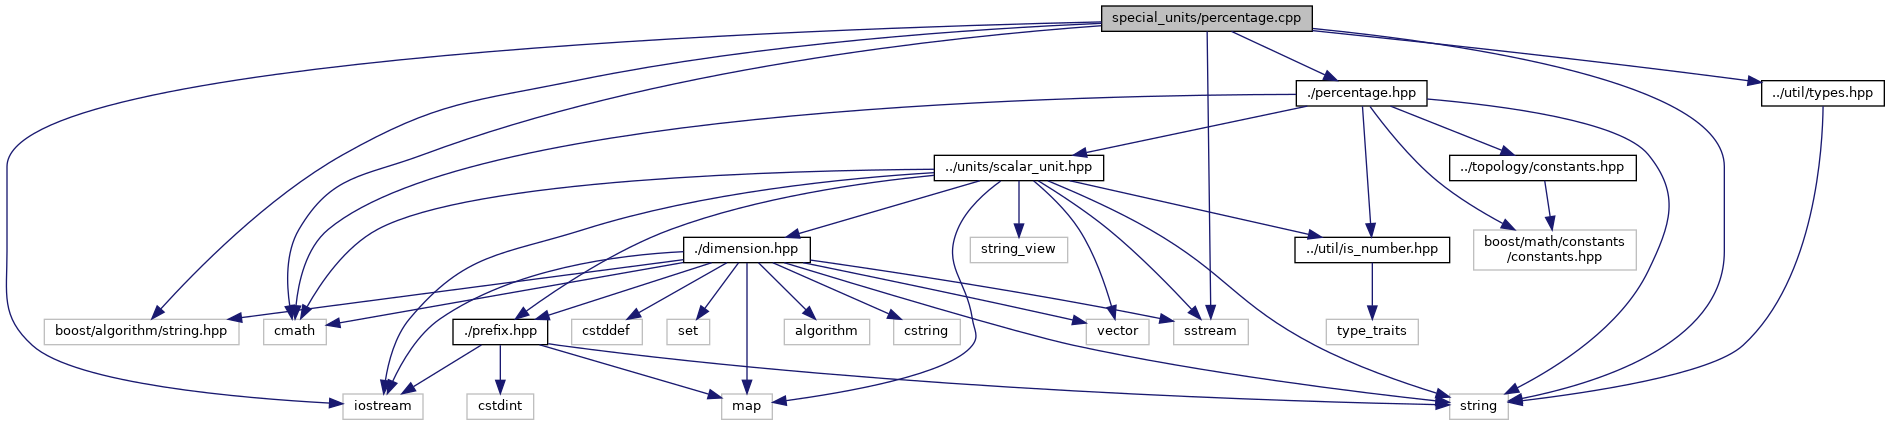 special_units/percentage.cpp
./percentage.hpp
../util/types.hpp
../units/scalar_unit.hpp
../topology/constants.hpp
./dimension.hpp
string_view
../util/is_number.hpp
boost/math/constants
/constants.hpp
boost/algorithm/string.hpp
cmath
./prefix.hpp
cstddef
set
algorithm
cstring
vector
sstream
type_traits
iostream
cstdint
map
string